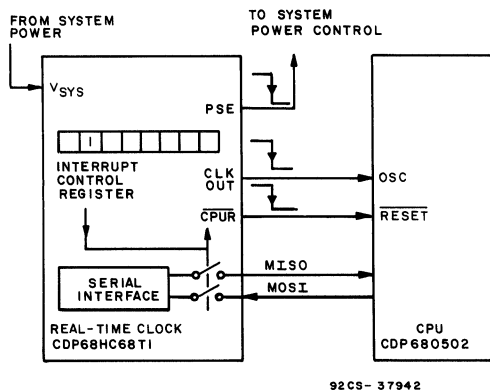 FROM SYSTEM
POWER
TO SYSTEM
POWER CONTROL
VSYS
PSE
1
INTERRUPT
CONTROL
REGISTER
CLK
OUT
OSC
CPUR
RESET
MISO
MOSI
SERIAL
INTERFACE
REAL-TIME CLOCK
CDP68HC68T1
CPU
CDP680502
92CS-37942